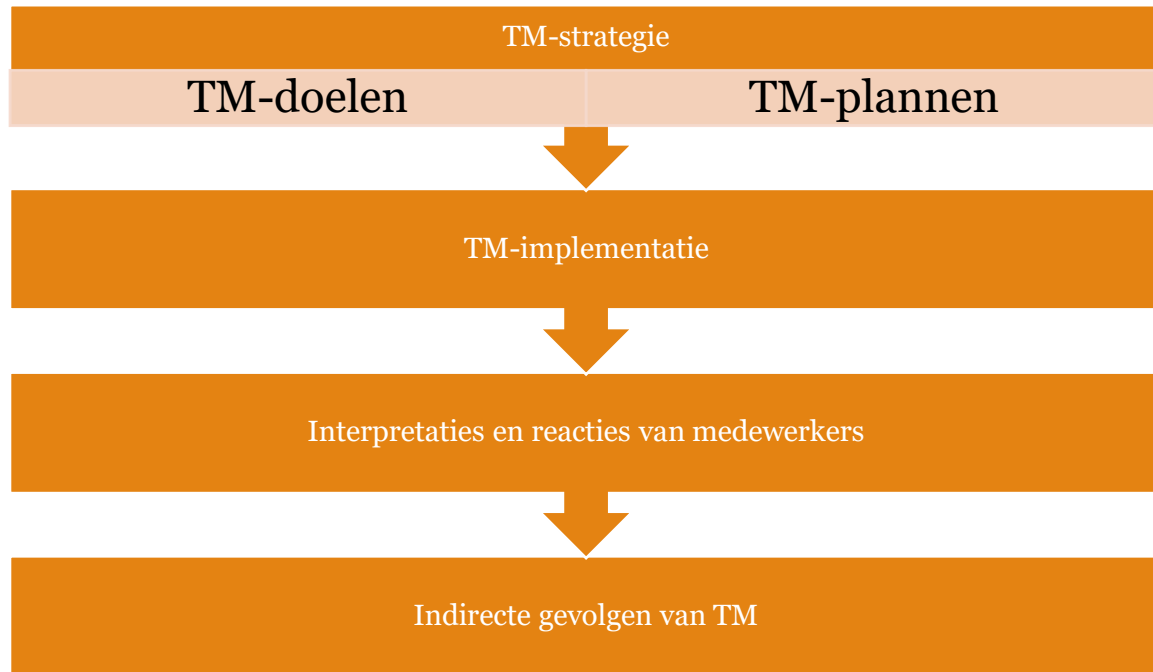 TM-strategie
TM-doelen
TM-plannen
TM-implementatie
Interpretaties en reacties van medewerkers
Indirecte gevolgen van TM